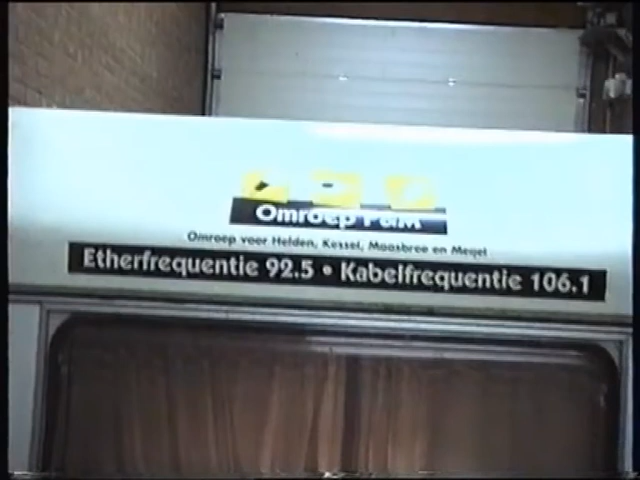 Omroep P&M
Omroep voor Helden, Kessel, Maasbree en Meijel
Etherfrequentie 92.5 • Kabelfrequentie 106.1